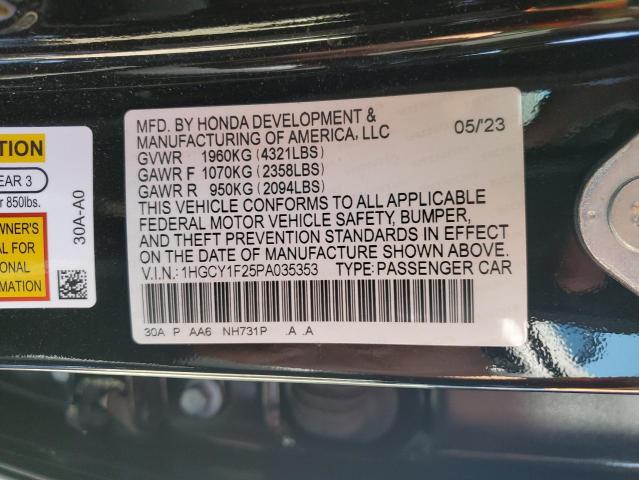 MFD. BY HONDA DEVELOPMENT &
MANUFACTURING OF AMERICA, LLC 05/'23
GVWR 1960KG (4321LBS)
GAWR F 1070KG (2358LBS)
GAWR R 950KG (2094LBS)
THIS VEHICLE CONFORMS TO ALL APPLICABLE
FEDERAL MOTOR VEHICLE SAFETY, BUMPER,
AND THEFT PREVENTION STANDARDS IN EFFECT
ON THE DATE OF MANUFACTURE SHOWN ABOVE.
V.I.N.: 1HGCY1F25PA035353 TYPE: PASSENGER CAR
30A P AA6 NH731P .A .A
TION
EAR 3
r 850lbs.
WNER'S
AL FOR
ONAL
RMATION
30A-A0